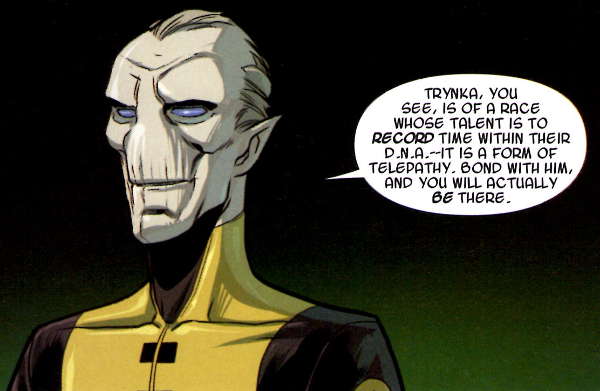 TRYNKA, YOU
SEE, IS OF A RACE
WHOSE TALENT IS TO
RECORD TIME WITHIN THEIR
D.N.A.--IT IS A FORM OF
TELEPATHY. BOND WITH HIM,
AND YOU WILL ACTUALLY
BE THERE.